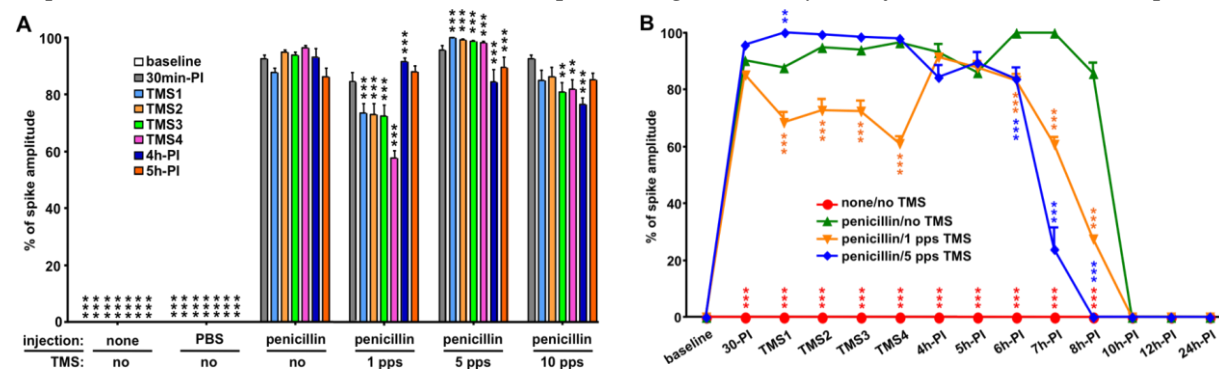 A
% of spike amplitude
100
80
60
40
20
0
baseline
30min-PI
TMS1
TMS2
TMS3
TMS4
4h-PI
5h-PI
injection: none PBS penicillin penicillin penicillin penicillin
TMS: no no no 1 pps 5 pps 10 pps
B
% of spike amplitude
100
80
60
40
20
0
none/no TMS
penicillin/no TMS
penicillin/1 pps TMS
penicillin/5 pps TMS
baseline 30-PI TMS1 TMS2 TMS3 TMS4 4h-PI 5h-PI 6h-PI 7h-PI 8h-PI 10h-PI 12h-PI 24h-PI